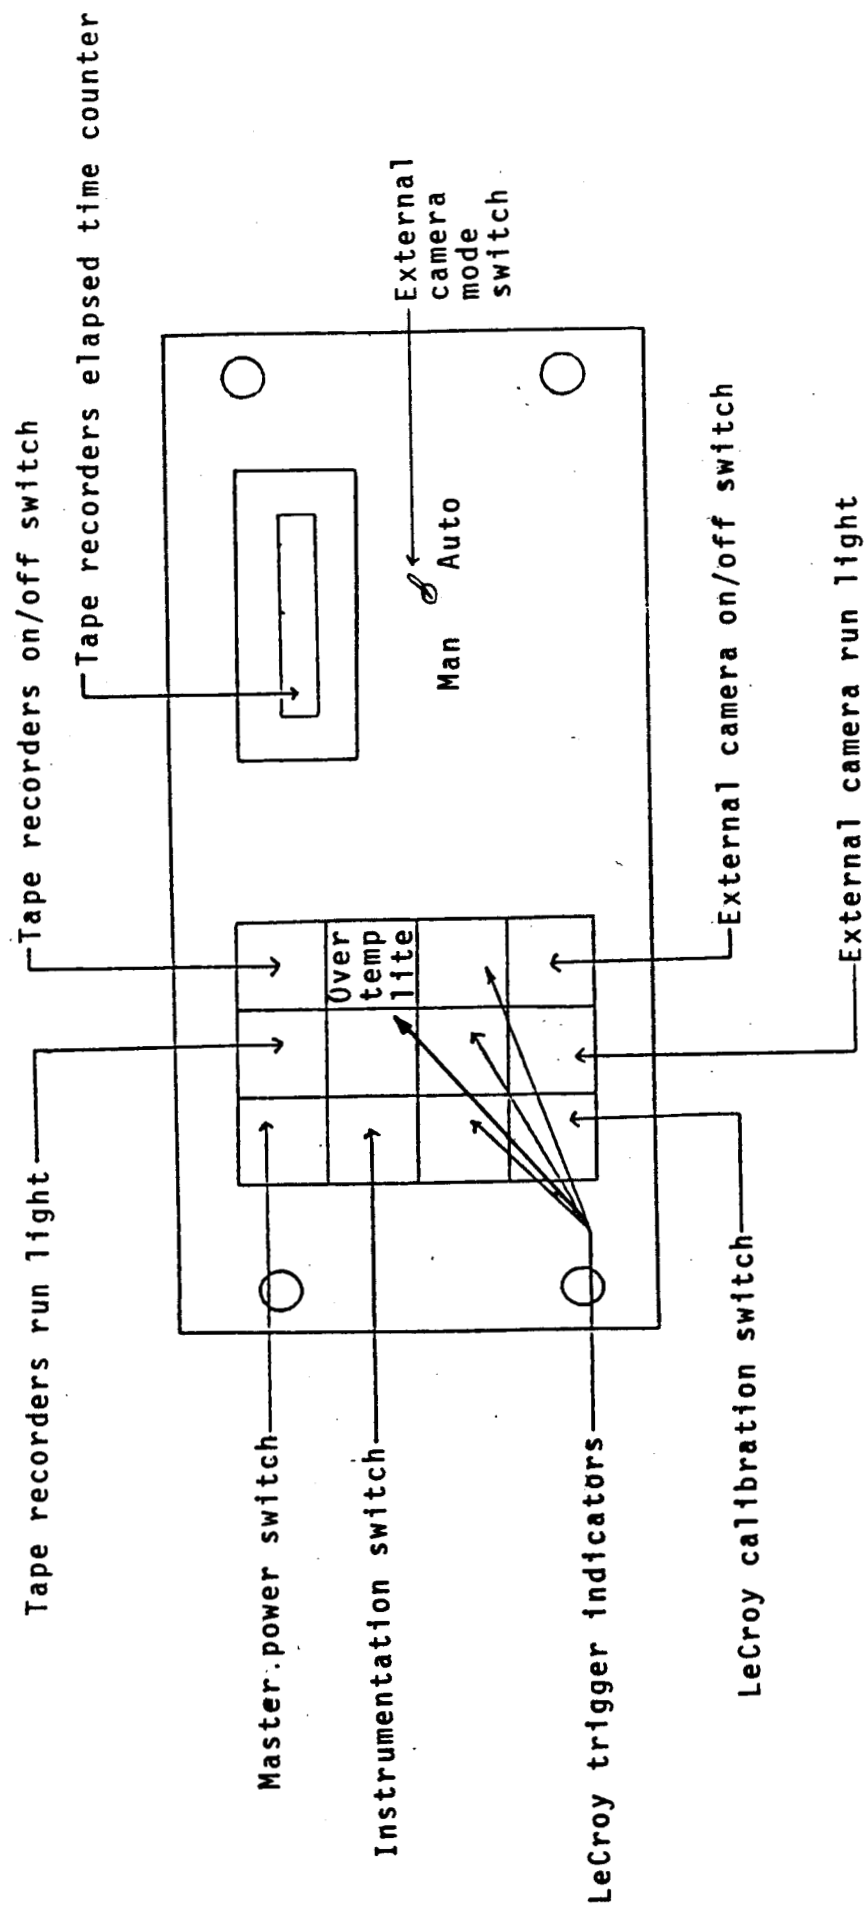 Tape recorders on/off switch
Tape recorders elapsed time counter
Tape recorders run light
External
camera
mode
switch
Master power switch
Over
temp
lite
Man Auto
Instrumentation switch
External camera on/off switch
LeCroy trigger indicators
External camera run light
LeCroy calibration switch